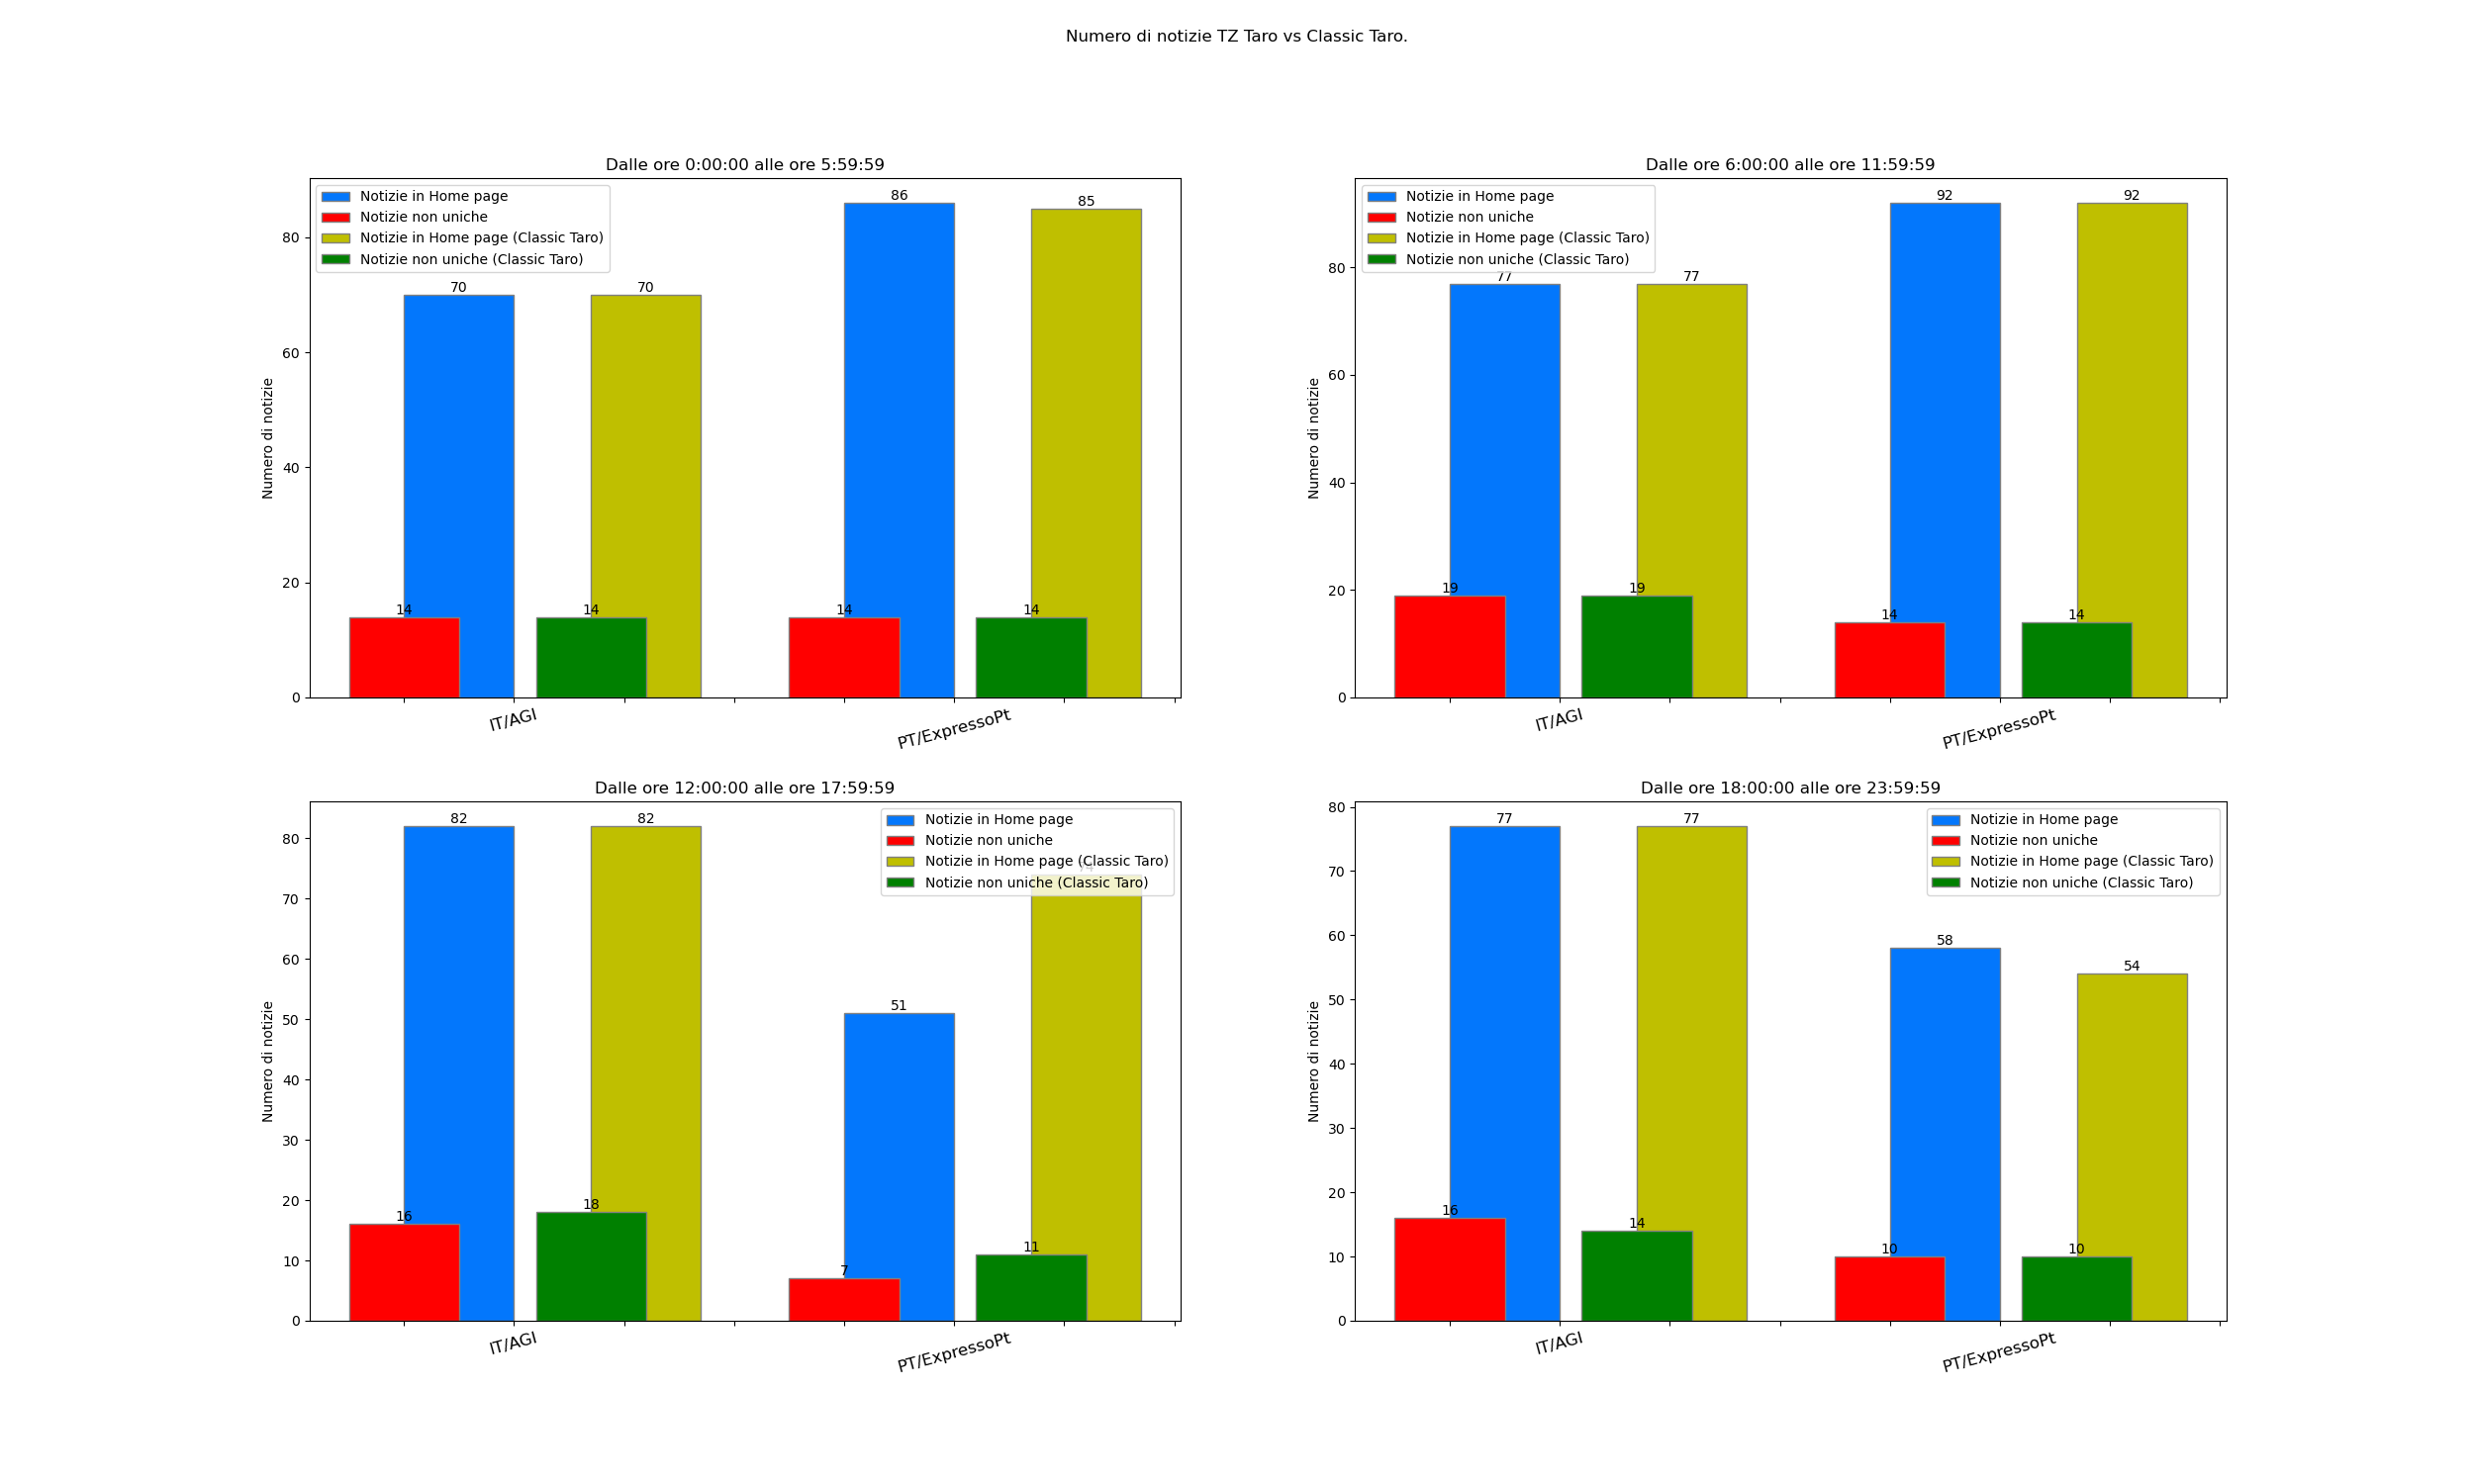 Numero di notizie TZ Taro vs Classic Taro.
Dalle ore 0:00:00 alle ore 5:59:59
Notizie in Home page
Notizie non uniche
Notizie in Home page (Classic Taro)
Notizie non uniche (Classic Taro)
Numero di notizie
80
60
40
20
0
70
70
86
85
14
14
14
14
IT/AGI
PT/ExpressoPt
Dalle ore 6:00:00 alle ore 11:59:59
Notizie in Home page
Notizie non uniche
Notizie in Home page (Classic Taro)
Notizie non uniche (Classic Taro)
Numero di notizie
80
60
40
20
0
77
77
92
92
19
19
14
14
IT/AGI
PT/ExpressoPt
Dalle ore 12:00:00 alle ore 17:59:59
Notizie in Home page
Notizie non uniche
Notizie in Home page (Classic Taro)
Notizie non uniche (Classic Taro)
Numero di notizie
80
70
60
50
40
30
20
10
0
82
82
51
16
18
7
11
IT/AGI
PT/ExpressoPt
Dalle ore 18:00:00 alle ore 23:59:59
Notizie in Home page
Notizie non uniche
Notizie in Home page (Classic Taro)
Notizie non uniche (Classic Taro)
Numero di notizie
80
70
60
50
40
30
20
10
0
77
77
58
54
16
14
10
10
IT/AGI
PT/ExpressoPt